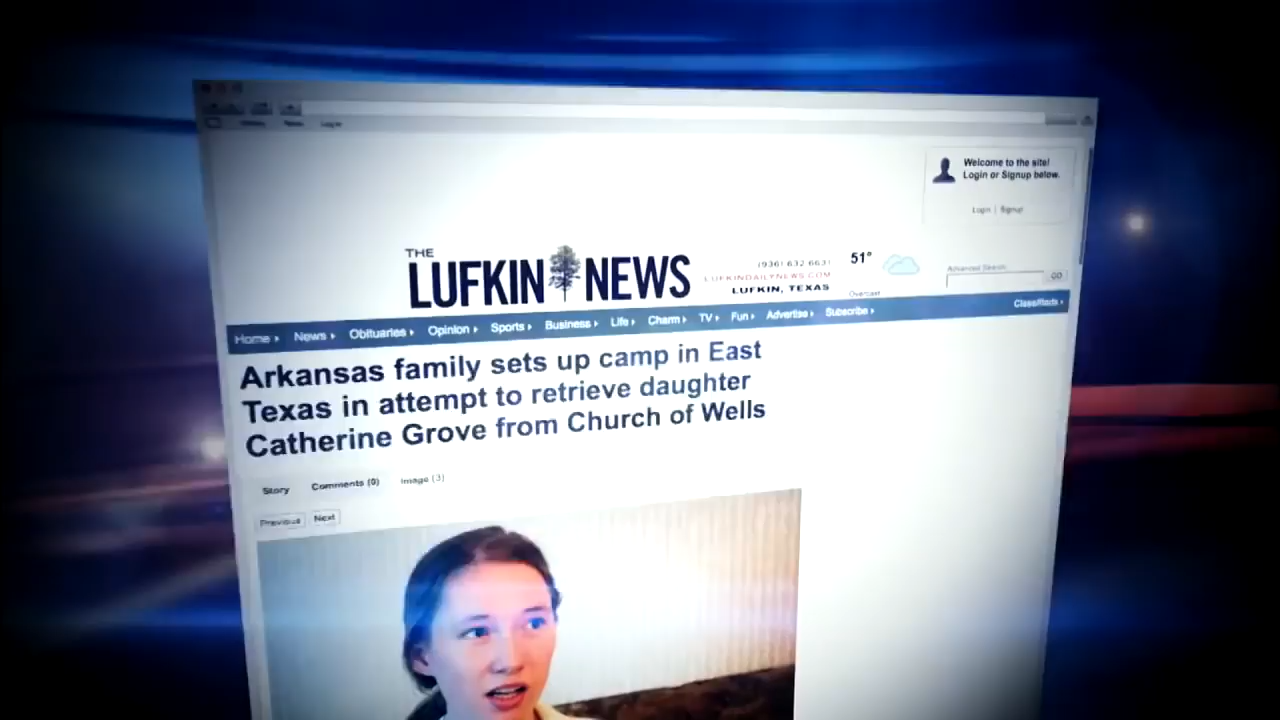 Welcome to the site!
Login or Signup below.
Login | Signup
THE
LUFKIN NEWS
(936) 632-6631
LUFKINDAILYNEWS.COM
LUFKIN, TEXAS
51°
Overcast
Advanced Search
GO
Home News Obituaries Opinion Sports Business Life Charm TV Fun Advertise Subscribe Classifieds
Arkansas family sets up camp in East
Texas in attempt to retrieve daughter
Catherine Grove from Church of Wells
Story Comments (0) Image (3)
Previous Next